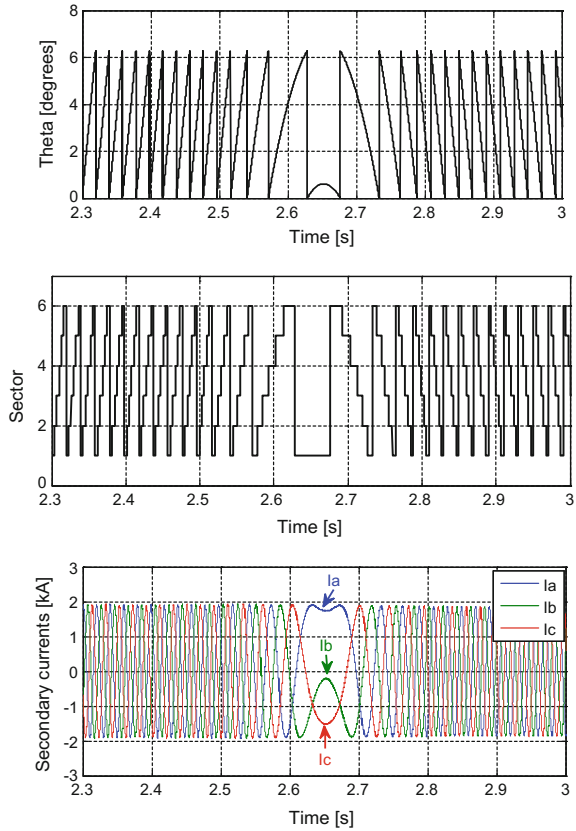 8
6
4
2
0
Theta [degrees]
2.3 2.4 2.5 2.6 2.7 2.8 2.9 3
Time [s]
6
4
2
0
Sector
2.3 2.4 2.5 2.6 2.7 2.8 2.9 3
Time [s]
3
2
1
0
-1
-2
-3
Secondary currents [kA]
Ia
Ib
Ic
Ia
Ib
Ic
2.3 2.4 2.5 2.6 2.7 2.8 2.9 3
Time [s]